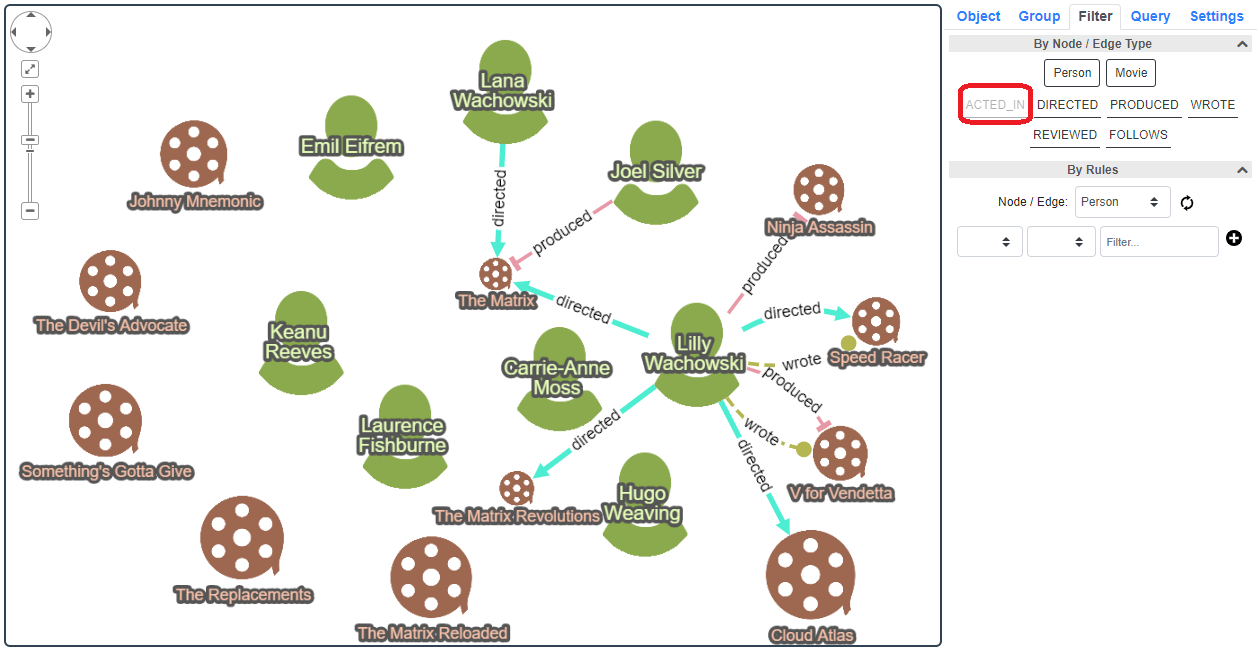 Object Group Filter Query Settings
By Node / Edge Type
Person Movie
ACTED_IN DIRECTED PRODUCED WROTE
REVIEWED FOLLOWS
By Rules
Node / Edge: Person
Filter...
Lana
Wachowski
Emil Eifrem
Joel Silver
Johnny Mnemonic
directed
produced
Ninja Assassin
produced
The Matrix
directed
directed
The Devil's Advocate
Keanu
Reeves
Lilly
Wachowski
Speed Racer
wrote
Carrie-Anne
Moss
produced
directed
Laurence
Fishburne
wrote
directed
Something's Gotta Give
V for Vendetta
Hugo
Weaving
The Matrix Revolutions
The Replacements
The Matrix Reloaded
Cloud Atlas